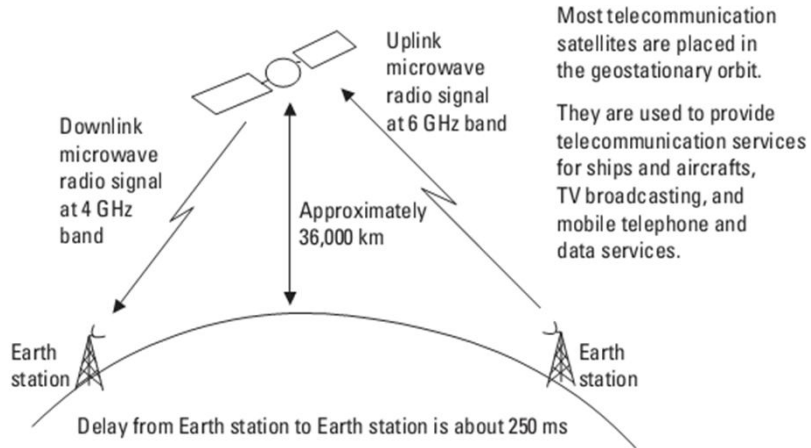 Most telecommunication
satellites are placed in
the geostationary orbit.
They are used to provide
telecommunication services
for ships and aircrafts,
TV broadcasting, and
mobile telephone and
data services.
Uplink
microwave
radio signal
at 6 GHz band
Downlink
microwave
radio signal
at 4 GHz
band
Approximately
36,000 km
Earth
station
Earth
station
Delay from Earth station to Earth station is about 250 ms